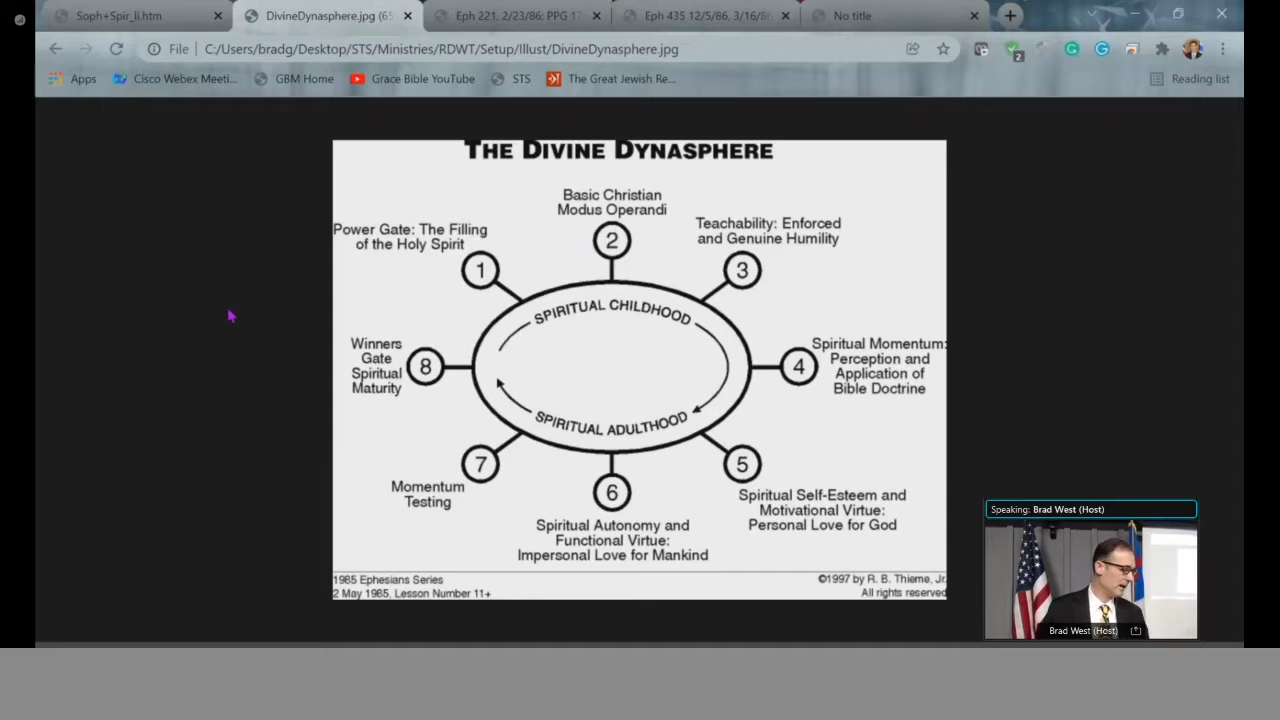 Soph+Spir_li.htm
DivineDynasphere.jpg (65
Eph 221, 2/23/86; PPG 17
Eph 435 12/5/86, 3/16/86
No title
File
C:/Users/bradg/Desktop/STS/Ministries/RDWT/Setup/Illust/DivineDynasphere.jpg
2
Apps
Cisco Webex Meeti...
GBM Home
Grace Bible YouTube
STS
The Great Jewish Re...
Reading list
THE DIVINE DYNASPHERE
Power Gate: The Filling
of the Holy Spirit
1
Basic Christian
Modus Operandi
2
Teachability: Enforced
and Genuine Humility
3
Spiritual Momentum:
Perception and
Application of
Bible Doctrine
4
Spiritual Self-Esteem and
Motivational Virtue:
Personal Love for God
5
Spiritual Autonomy and
Functional Virtue:
Impersonal Love for Mankind
6
Momentum
Testing
7
Winners
Gate
Spiritual
Maturity
8
SPIRITUAL CHILDHOOD
SPIRITUAL ADULTHOOD
1985 Ephesians Series
2 May 1985, Lesson Number 11+
©1997 by R. B. Thieme, Jr.
All rights reserved
Speaking: Brad West (Host)
Brad West (Host)